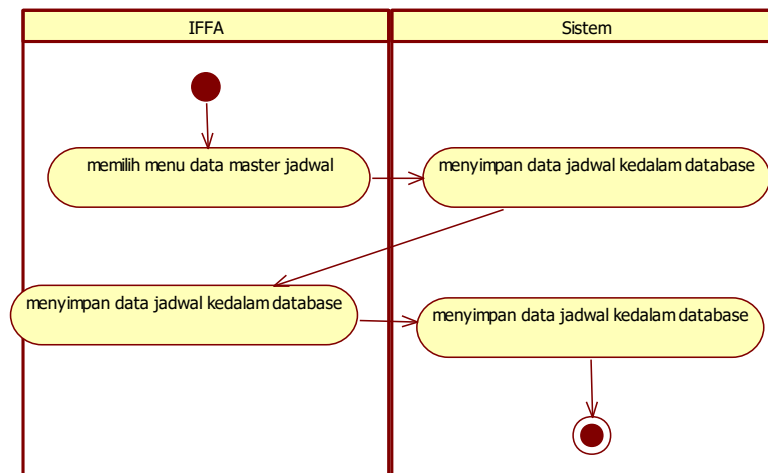 IFFA
Sistem
memilih menu data master jadwal
menyimpan data jadwal kedalam database
menyimpan data jadwal kedalam database
menyimpan data jadwal kedalam database